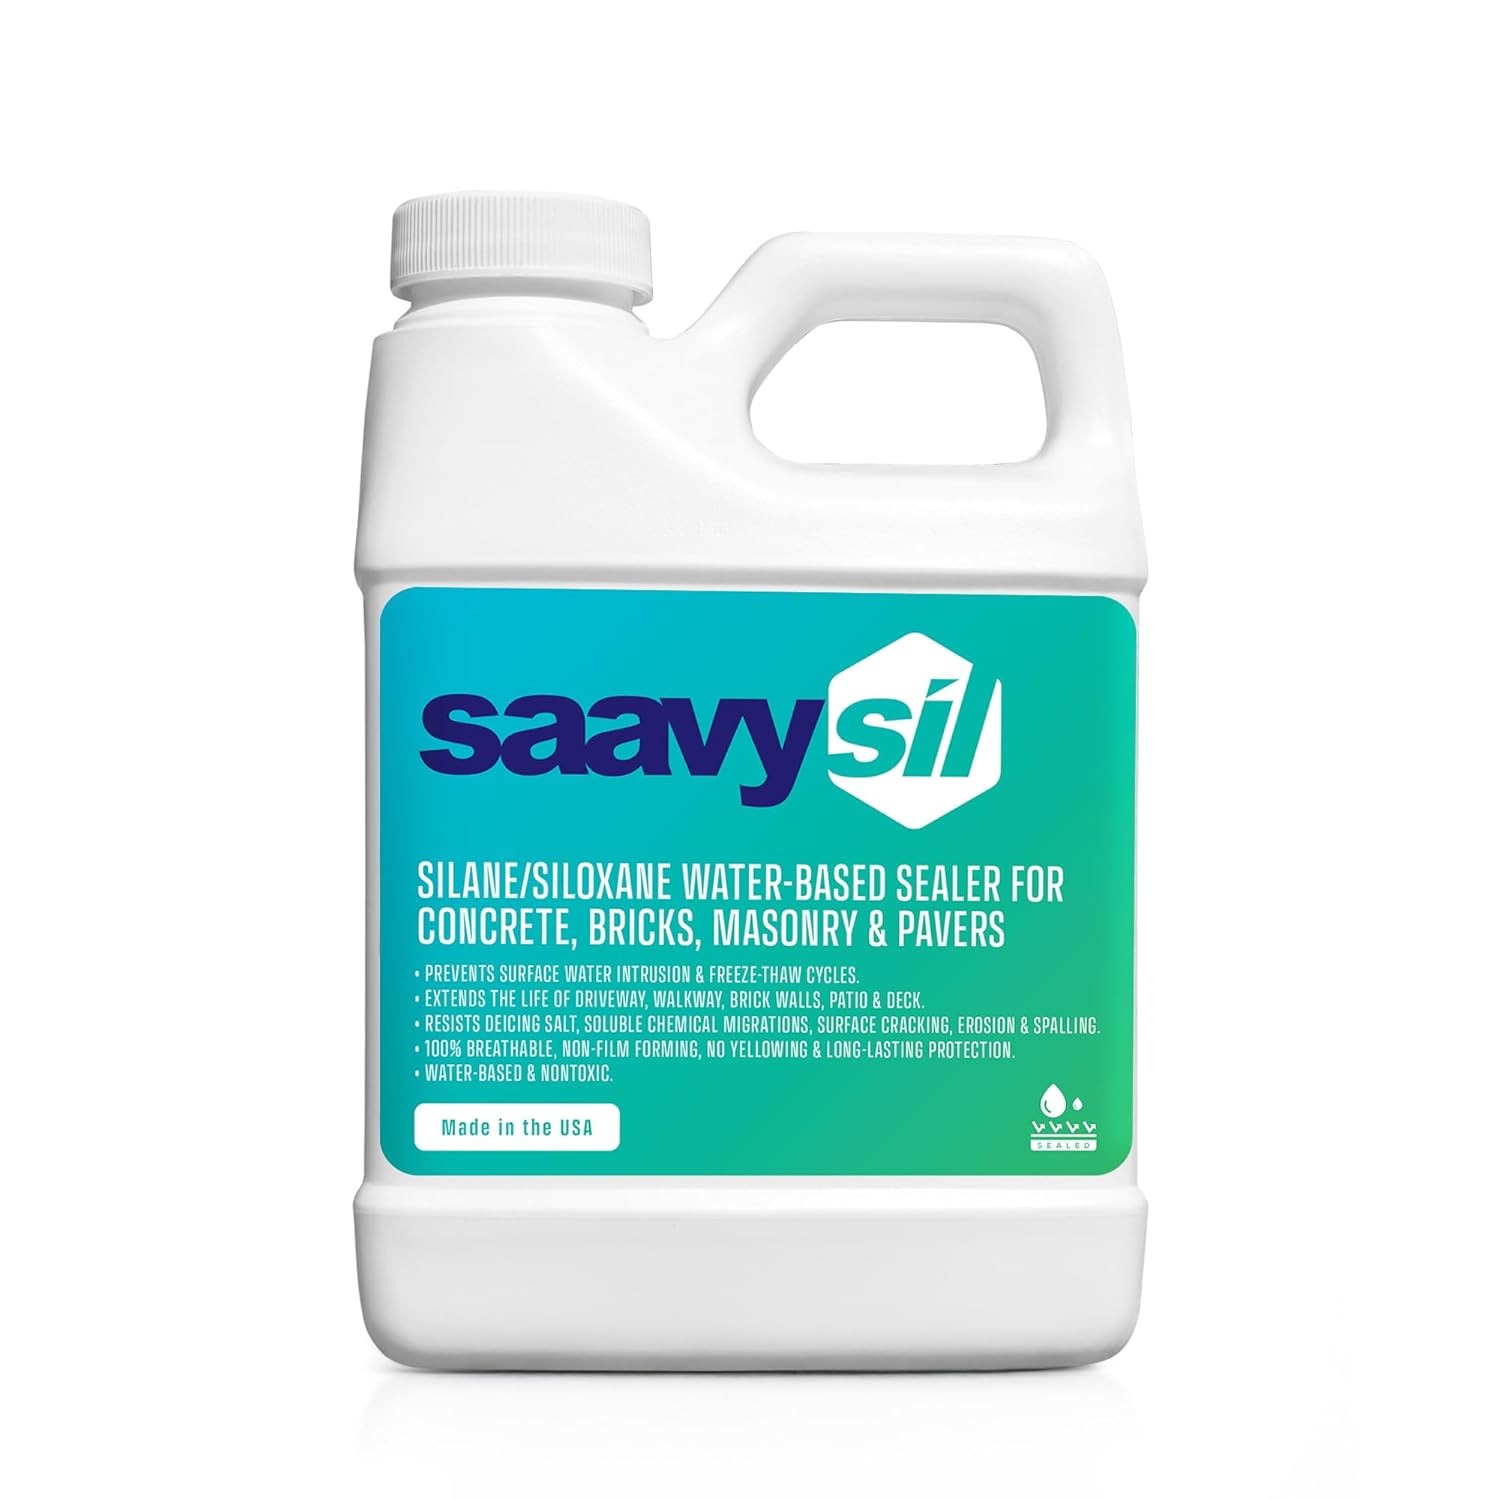 saavysil
SILANE/SILOXANE WATER-BASED SEALER FOR
CONCRETE, BRICKS, MASONRY & PAVERS
• PREVENTS SURFACE WATER INTRUSION & FREEZE-THAW CYCLES.
• EXTENDS THE LIFE OF DRIVEWAY, WALKWAY, BRICK WALLS, PATIO & DECK.
• RESISTS DEICING SALT, SOLUBLE CHEMICAL MIGRATIONS, SURFACE CRACKING, EROSION & SPALLING.
• 100% BREATHABLE, NON-FILM FORMING, NO YELLOWING & LONG-LASTING PROTECTION.
• WATER-BASED & NONTOXIC.
Made in the USA
SEALED